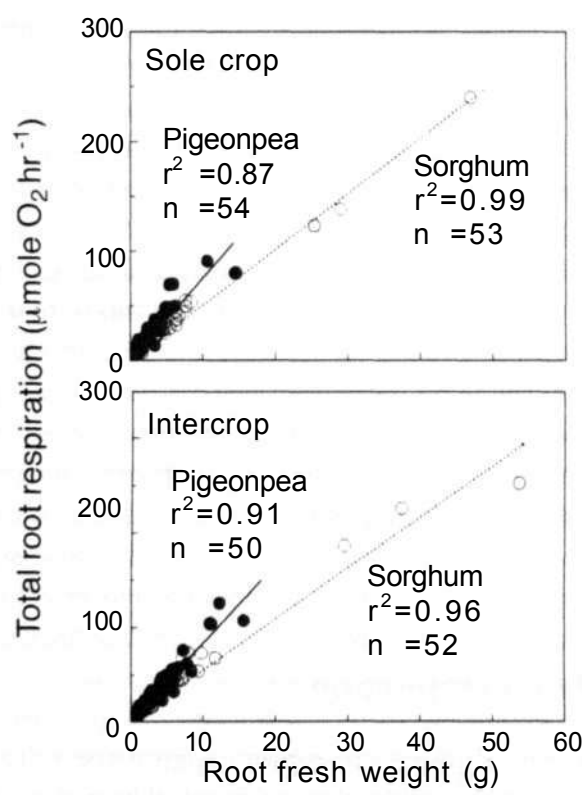 Total root respiration (μmole O₂ hr⁻¹)
300
200
100
0
Sole crop
Pigeonpea
r² =0.87
n =54
Sorghum
r²=0.99
n =53
300
200
100
0
Intercrop
Pigeonpea
r²=0.91
n =50
Sorghum
r²=0.96
n =52
0 10 20 30 40 50 60
Root fresh weight (g)